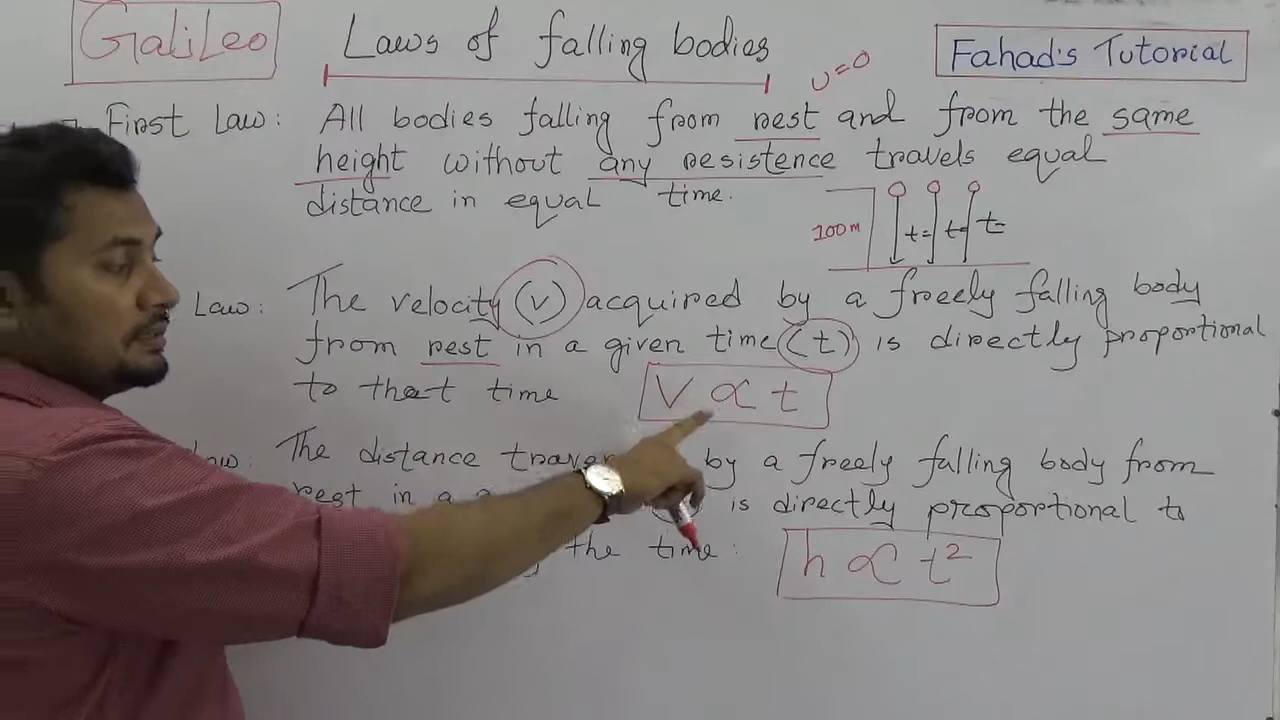 GaliLeo
Laws of falling bodies
Fahad's Tutorial
u=0
First Law: All bodies falling from rest and from the same
height without any resistence travels equal
distance in equal time.
100m
t= t= t=
Law: The velocity (v) acquired by a freely falling body
from rest in a given time (t) is directly proportional
to that time
V ∝ t
The distance by a freely falling body from
rest in a is directly proportional to
the time:
h ∝ t²